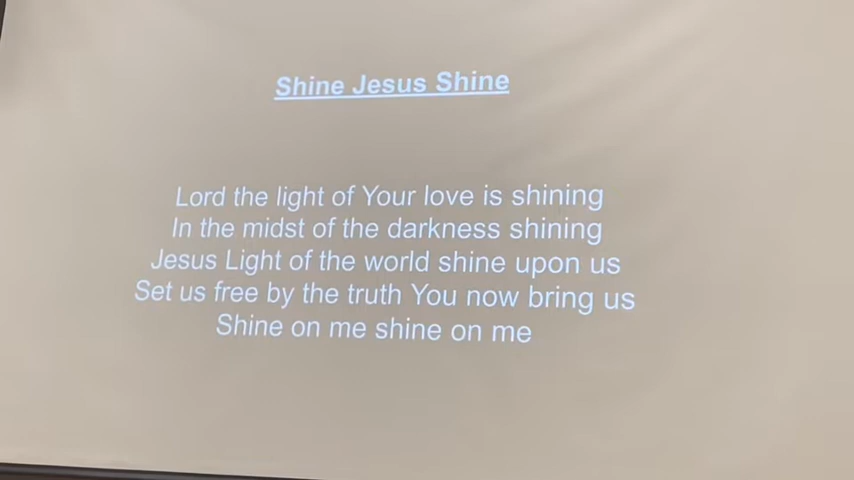 Shine Jesus Shine
Lord the light of Your love is shining
In the midst of the darkness shining
Jesus Light of the world shine upon us
Set us free by the truth You now bring us
Shine on me shine on me